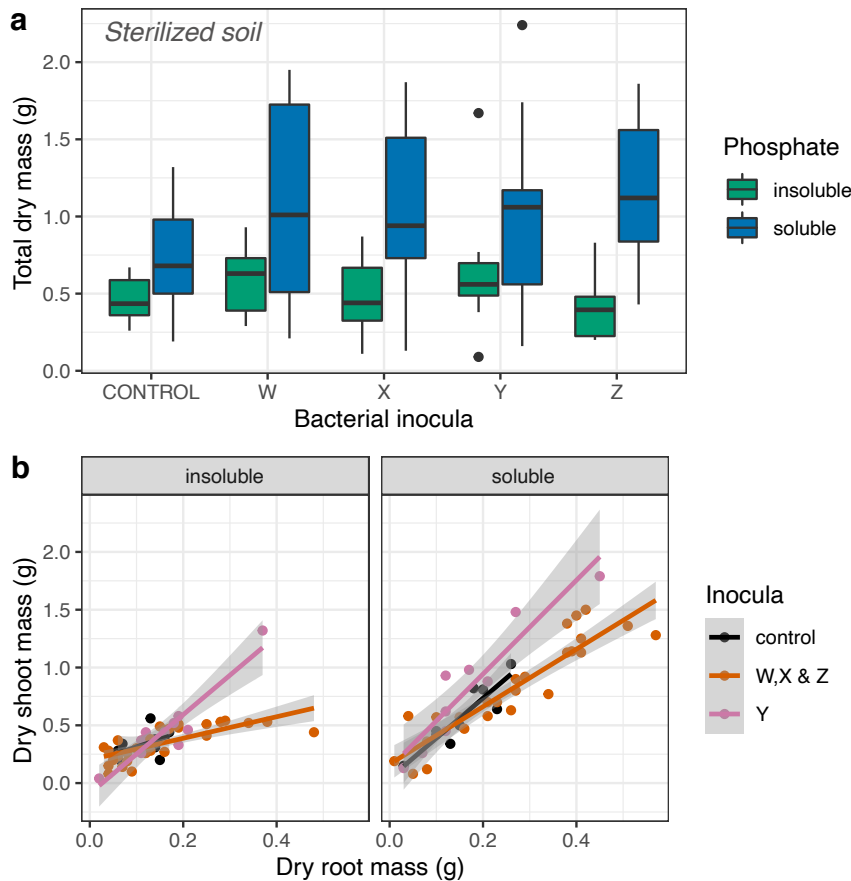 a
Sterilized soil
2.0
1.5
1.0
0.5
0.0
Total dry mass (g)
CONTROL W X Y Z
Bacterial inocula
Phosphate
insoluble
soluble
b
insoluble soluble
2.0
1.5
1.0
0.5
0.0
Dry shoot mass (g)
0.0 0.2 0.4 0.0 0.2 0.4
Dry root mass (g)
Inocula
control
W,X & Z
Y